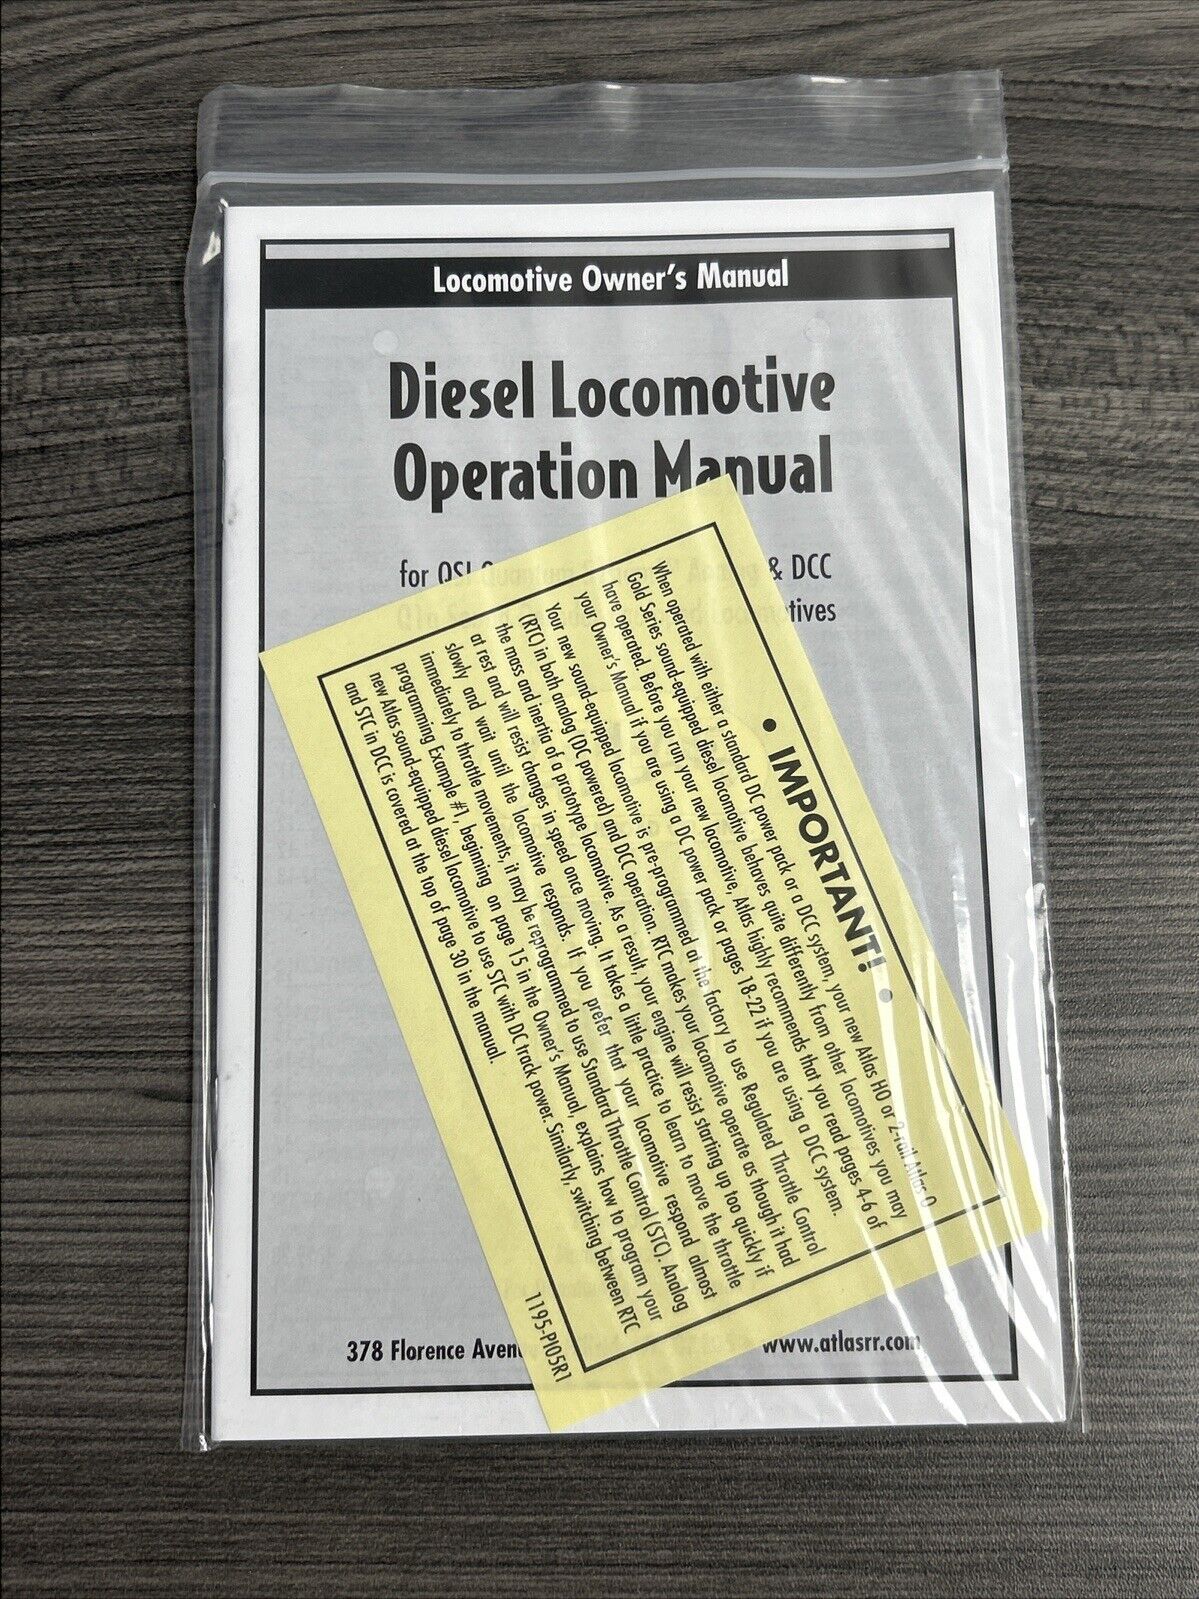 Locomotive Owner's Manual
Diesel Locomotive
Operation Manual
for QSI & DCC
tives
• IMPORTANT! •
When operated with either a standard DC power pack or a DCC system, your new Atlas HO or 2-rail Atlas O
Gold Series sound-equipped diesel locomotive behaves quite differently from other locomotives you may
have operated. Before you run your new locomotive, Atlas highly recommends that you read pages 4-6 of
your Owner's Manual if you are using a DC power pack or pages 18-22 if you are using a DCC system.
Your new sound-equipped locomotive is pre-programmed at the factory to use Regulated Throttle Control
(RTC) in both analog (DC powered) and DCC operation. RTC makes your locomotive operate as though it had
the mass and inertia of a prototype locomotive. As a result, your engine will resist starting up too quickly if
at rest and will resist changes in speed once moving. It takes a little practice to learn to move the throttle
slowly and wait until the locomotive responds. If you prefer that your locomotive respond almost
immediately to throttle movements, it may be reprogrammed to use Standard Throttle Control (STC). Analog
programming Example #1, beginning on page 15 in the Owner's Manual, explains how to program your
new Atlas sound-equipped diesel locomotive to use STC with DC track power. Similarly, switching between RTC
and STC in DCC is covered at the top of page 30 in the manual.
1195-PI05R1
378 Florence Aven www.atlasrr.com